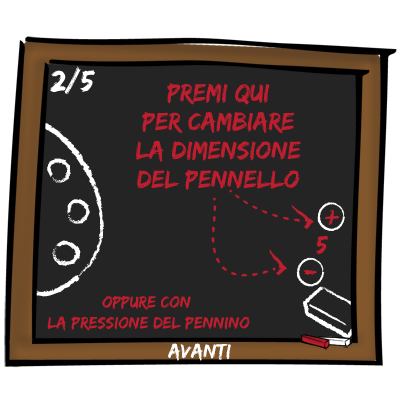 2/5
PREMI QUI
PER CAMBIARE
LA DIMENSIONE
DEL PENNELLO
+
5
-
OPPURE CON
LA PRESSIONE DEL PENNINO
AVANTI